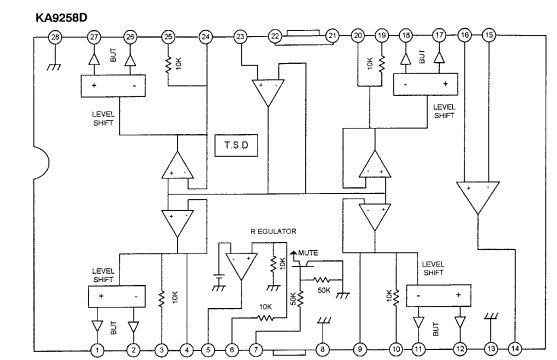 KA9258D
28 27 26 25 24 23 22 21 20 19 18 17 16 15
BUT 10K 10K BUT
+ - - + + -
LEVEL SHIFT
T.S.D
LEVEL SHIFT
+ - + -
+ - + -
+ - + -
R EGULATOR
MUTE
- +
10K
50K
50K
10K
LEVEL SHIFT
+ -
10K
BUT
LEVEL SHIFT
- +
10K
BUT
1 2 3 4 5 6 7 8 9 10 11 12 13 14